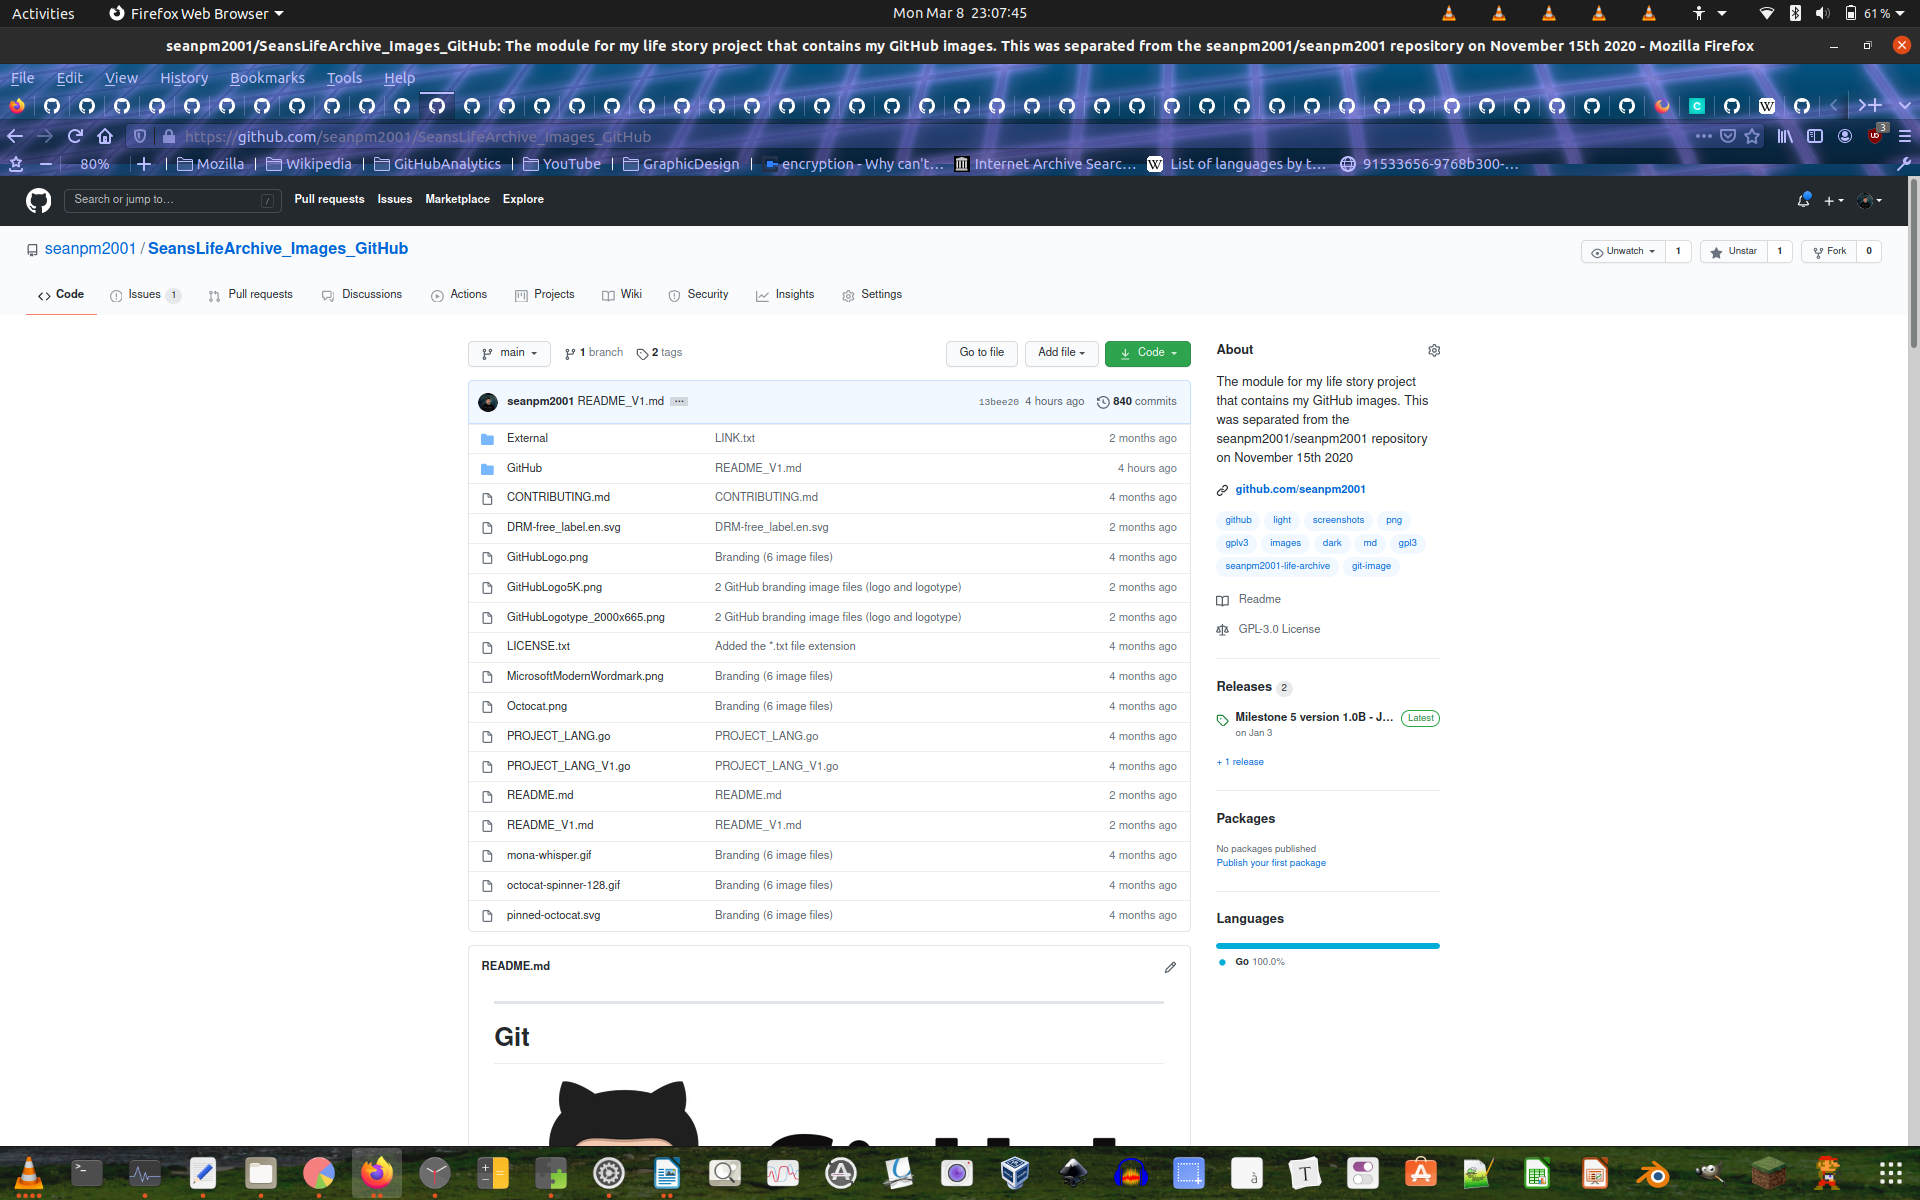 Activities Firefox Web Browser Mon Mar 8 23:07:45 61 %
seanpm2001/SeansLifeArchive_Images_GitHub: The module for my life story project that contains my GitHub images. This was separated from the seanpm2001/seanpm2001 repository on November 15th 2020 - Mozilla Firefox
File Edit View History Bookmarks Tools Help
https://github.com/seanpm2001/SeansLifeArchive_Images_GitHub 3
80% Mozilla Wikipedia GitHubAnalytics YouTube GraphicDesign encryption - Why can't… Internet Archive Searc… List of languages by t… 91533656-9768b300-…
Search or jump to… / Pull requests Issues Marketplace Explore
seanpm2001 / SeansLifeArchive_Images_GitHub Unwatch 1 Unstar 1 Fork 0
Code Issues 1 Pull requests Discussions Actions Projects Wiki Security Insights Settings
main 1 branch 2 tags Go to file Add file Code
seanpm2001 README_V1.md ... 13bee20 4 hours ago 840 commits
External LINK.txt 2 months ago
GitHub README_V1.md 4 hours ago
CONTRIBUTING.md CONTRIBUTING.md 4 months ago
DRM-free_label.en.svg DRM-free_label.en.svg 2 months ago
GitHubLogo.png Branding (6 image files) 4 months ago
GitHubLogo5K.png 2 GitHub branding image files (logo and logotype) 2 months ago
GitHubLogotype_2000x665.png 2 GitHub branding image files (logo and logotype) 2 months ago
LICENSE.txt Added the *.txt file extension 4 months ago
MicrosoftModernWordmark.png Branding (6 image files) 4 months ago
Octocat.png Branding (6 image files) 4 months ago
PROJECT_LANG.go PROJECT_LANG.go 4 months ago
PROJECT_LANG_V1.go PROJECT_LANG_V1.go 4 months ago
README.md README.md 2 months ago
README_V1.md README_V1.md 2 months ago
mona-whisper.gif Branding (6 image files) 4 months ago
octocat-spinner-128.gif Branding (6 image files) 4 months ago
pinned-octocat.svg Branding (6 image files) 4 months ago
README.md
Git
About
The module for my life story project
that contains my GitHub images. This
was separated from the
seanpm2001/seanpm2001 repository
on November 15th 2020
github.com/seanpm2001
github light screenshots png
gplv3 images dark md gpl3
seanpm2001-life-archive git-image
Readme
GPL-3.0 License
Releases 2
Milestone 5 version 1.0B - J... Latest
on Jan 3
+ 1 release
Packages
No packages published
Publish your first package
Languages
Go 100.0%